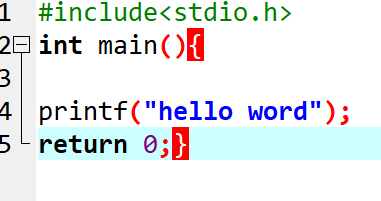 1 #include<stdio.h>
2 int main(){
3
4 printf("hello word");
5 return 0;}